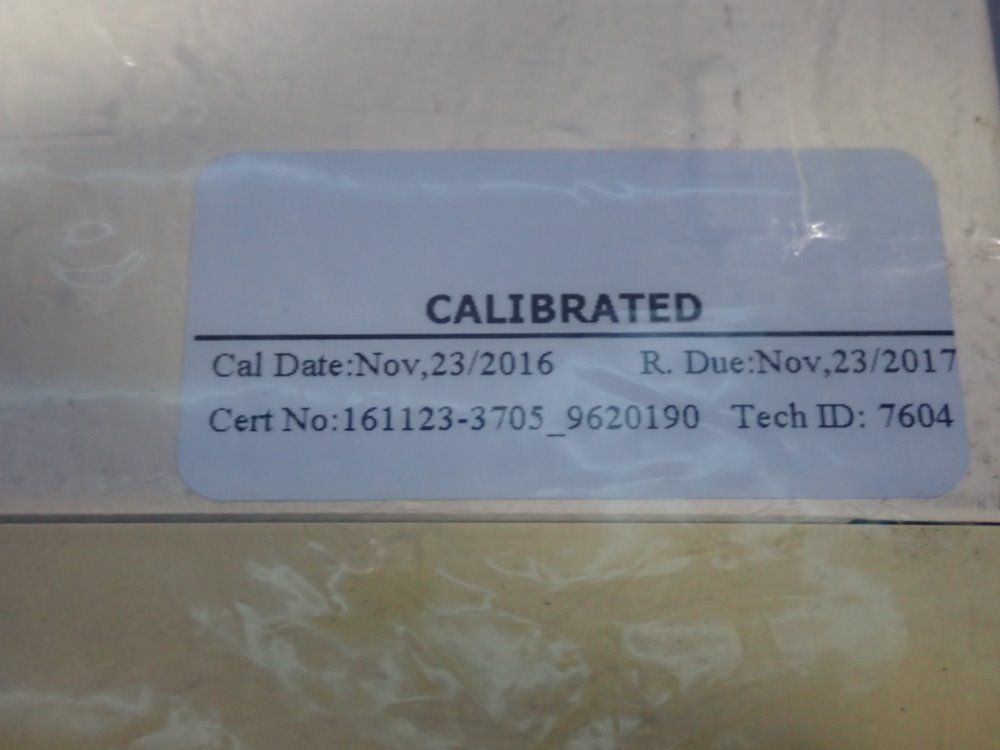 CALIBRATED
Cal Date:Nov,23/2016 R. Due:Nov,23/2017
Cert No:161123-3705_9620190 Tech ID: 7604